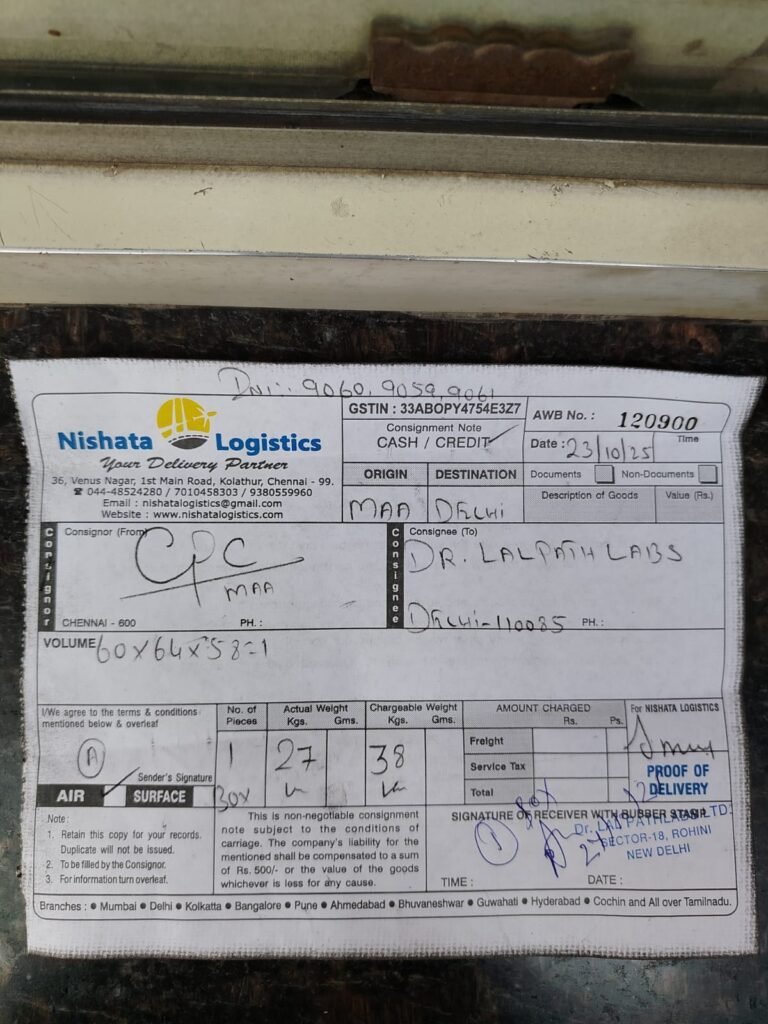 9060, 9059, 9061
Nishata Logistics
Your Delivery Partner
36, Venus Nagar, 1st Main Road, Kolathur, Chennai - 99.
☎ 044-48524280 / 7010458303 / 9380559960
Email : nishatalogistics@gmail.com
Website : www.nishatalogistics.com
GSTIN : 33ABOPY4754E3Z7
Consignment Note
CASH / CREDIT
AWB No. : 120900
Date : 23/10/25 Time
ORIGIN DESTINATION
MAA DELHI
Documents Non-Documents
Description of Goods Value (Rs.)
Consignor
Consignor (From)
CPC
MAA
CHENNAI - 600 PH. :
Consignee
Consignee (To)
DR. LALPATH LABS
DELHI-110085 PH. :
VOLUME 60x64x58=1
I/We agree to the terms & conditions
mentioned below & overleaf
A
Sender's Signature
AIR SURFACE
No. of
Pieces
1
BOX
Actual Weight
Kgs. Gms.
27
Chargeable Weight
Kgs. Gms.
38
AMOUNT CHARGED
Rs. Ps.
Freight
Service Tax
Total
For NISHATA LOGISTICS
PROOF OF
DELIVERY
Note :
1. Retain this copy for your records.
Duplicate will not be issued.
2. To be filled by the Consignor.
3. For information turn overleaf.
This is non-negotiable consignment
note subject to the conditions of
carriage. The company's liability for the
mentioned shall be compensated to a sum
of Rs. 500/- or the value of the goods
whichever is less for any cause.
SIGNATURE OF RECEIVER WITH RUBBER STAMP
1 BOX
Dr. LAL PATHLABS LTD.
SECTOR-18, ROHINI
NEW DELHI
TIME : DATE :
Branches : ● Mumbai ● Delhi ● Kolkatta ● Bangalore ● Pune ● Ahmedabad ● Bhuvaneshwar ● Guwahati ● Hyderabad ● Cochin and All over Tamilnadu.